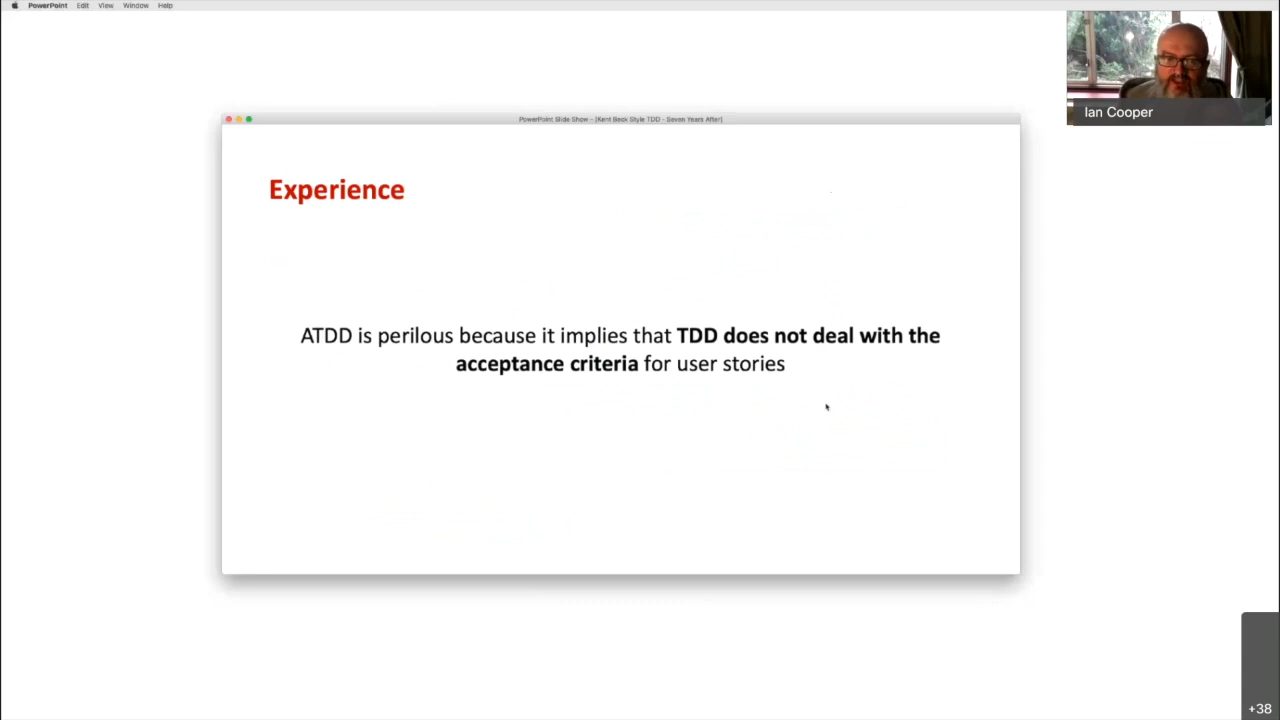 PowerPoint Edit View Window Help
Ian Cooper
PowerPoint Slide Show - [Kent Beck Style TDD - Seven Years After]
Experience
ATDD is perilous because it implies that TDD does not deal with the
acceptance criteria for user stories
+38